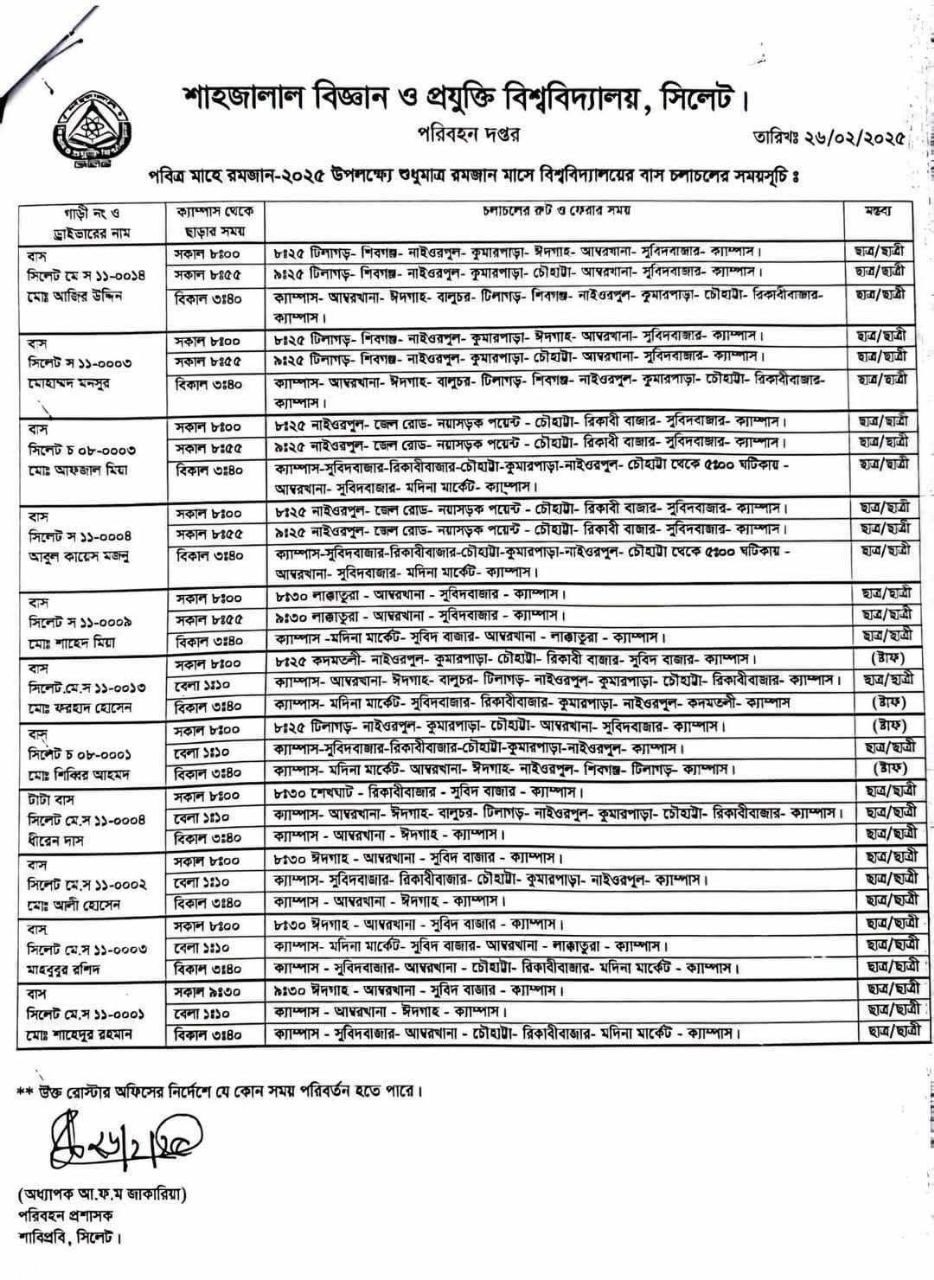 শাহজালাল বিজ্ঞান ও প্রযুক্তি বিশ্ববিদ্যালয়, সিলেট।
পরিবহন দপ্তর
তারিখঃ ২৬/০২/২০২৫
পবিত্র মাহে রমজান-২০২৫ উপলক্ষ্যে শুধুমাত্র রমজান মাসে বিশ্ববিদ্যালয়ের বাস চলাচলের সময়সূচি ঃ
গাড়ী নং ও ড্রাইভারের নাম | ক্যাম্পাস থেকে ছাড়ার সময় | চলাচলের রুট ও ফেরার সময় | মন্তব্য
বাস | সকাল ৮ঃ০০ | ৮ঃ২৫ টিলাগড়- শিবগঞ্জ- নাইওরপুল- কুমারপাড়া- ঈদগাহ- আম্বরখানা- সুবিদবাজার- ক্যাম্পাস। | ছাত্র/ছাত্রী
সিলেট মে স ১১-০০১৪ | সকাল ৮ঃ৫৫ | ৯ঃ২৫ টিলাগড়- শিবগঞ্জ- নাইওরপুল- কুমারপাড়া- চৌহাট্টা- আম্বরখানা- সুবিদবাজার- ক্যাম্পাস। | ছাত্র/ছাত্রী
মোঃ আজির উদ্দিন | বিকাল ৩ঃ৪০ | ক্যাম্পাস- আম্বরখানা- ঈদগাহ- বালুচর- টিলাগড়- শিবগঞ্জ- নাইওরপুল- কুমারপাড়া- চৌহাট্টা- রিকাবীবাজার- | ছাত্র/ছাত্রী
ক্যাম্পাস।
বাস | সকাল ৮ঃ০০ | ৮ঃ২৫ টিলাগড়- শিবগঞ্জ- নাইওরপুল- কুমারপাড়া- ঈদগাহ- আম্বরখানা- সুবিদবাজার- ক্যাম্পাস। | ছাত্র/ছাত্রী
সিলেট স ১১-০০০৩ | সকাল ৮ঃ৫৫ | ৯ঃ২৫ টিলাগড়- শিবগঞ্জ- নাইওরপুল- কুমারপাড়া- চৌহাট্টা- আম্বরখানা- সুবিদবাজার- ক্যাম্পাস। | ছাত্র/ছাত্রী
মোহাম্মদ মনসুর | বিকাল ৩ঃ৪০ | ক্যাম্পাস- আম্বরখানা- ঈদগাহ- বালুচর- টিলাগড়- শিবগঞ্জ- নাইওরপুল- কুমারপাড়া- চৌহাট্টা- রিকাবীবাজার- | ছাত্র/ছাত্রী
ক্যাম্পাস।
বাস | সকাল ৮ঃ০০ | ৮ঃ২৫ নাইওরপুল- জেল রোড- নয়াসড়ক পয়েন্ট - চৌহাট্টা- রিকাবী বাজার- সুবিদবাজার- ক্যাম্পাস। | ছাত্র/ছাত্রী
সিলেট চ ০৮-০০০৩ | সকাল ৮ঃ৫৫ | ৯ঃ২৫ নাইওরপুল- জেল রোড- নয়াসড়ক পয়েন্ট - চৌহাট্টা- রিকাবী বাজার- সুবিদবাজার- ক্যাম্পাস। | ছাত্র/ছাত্রী
মোঃ আফজাল মিয়া | বিকাল ৩ঃ৪০ | ক্যাম্পাস-সুবিদবাজার-রিকাবীবাজার-চৌহাট্টা-কুমারপাড়া-নাইওরপুল- চৌহাট্টা থেকে ৫ঃ০০ ঘটিকায় - | ছাত্র/ছাত্রী
আম্বরখানা- সুবিদবাজার- মদিনা মার্কেট- ক্যাম্পাস।
বাস | সকাল ৮ঃ০০ | ৮ঃ২৫ নাইওরপুল- জেল রোড- নয়াসড়ক পয়েন্ট - চৌহাট্টা- রিকাবী বাজার- সুবিদবাজার- ক্যাম্পাস। | ছাত্র/ছাত্রী
সিলেট স ১১-০০০৪ | সকাল ৮ঃ৫৫ | ৯ঃ২৫ নাইওরপুল- জেল রোড- নয়াসড়ক পয়েন্ট - চৌহাট্টা- রিকাবী বাজার- সুবিদবাজার- ক্যাম্পাস। | ছাত্র/ছাত্রী
আবুল কায়েস মজনু | বিকাল ৩ঃ৪০ | ক্যাম্পাস-সুবিদবাজার-রিকাবীবাজার-চৌহাট্টা-কুমারপাড়া-নাইওরপুল- চৌহাট্টা থেকে ৫ঃ০০ ঘটিকায় - | ছাত্র/ছাত্রী
আম্বরখানা- সুবিদবাজার- মদিনা মার্কেট- ক্যাম্পাস।
বাস | সকাল ৮ঃ০০ | ৮ঃ৩০ লাক্কাতুরা - আম্বরখানা - সুবিদবাজার - ক্যাম্পাস। | ছাত্র/ছাত্রী
সিলেট স ১১-০০০৯ | সকাল ৮ঃ৫৫ | ৯ঃ৩০ লাক্কাতুরা - আম্বরখানা - সুবিদবাজার - ক্যাম্পাস। | ছাত্র/ছাত্রী
মোঃ শাহেদ মিয়া | বিকাল ৩ঃ৪০ | ক্যাম্পাস -মদিনা মার্কেট- সুবিদ বাজার- আম্বরখানা - লাক্কাতুরা - ক্যাম্পাস। | ছাত্র/ছাত্রী
বাস | সকাল ৮ঃ০০ | ৮ঃ২৫ কদমতলী- নাইওরপুল- কুমারপাড়া- চৌহাট্টা- রিকাবী বাজার- সুবিদ বাজার- ক্যাম্পাস। | (ষ্টাফ)
সিলেট.মে.স ১১-০০১৩ | বেলা ১ঃ১০ | ক্যাম্পাস- আম্বরখানা- ঈদগাহ- বালুচর- টিলাগড়- নাইওরপুল- কুমারপাড়া- চৌহাট্টা- রিকাবীবাজার- ক্যাম্পাস। | ছাত্র/ছাত্রী
মোঃ ফরহাদ হোসেন | বিকাল ৩ঃ৪০ | ক্যাম্পাস- মদিনা মার্কেট- সুবিদবাজার- রিকাবীবাজার- কুমারপাড়া- নাইওরপুল- কদমতলী- ক্যাম্পাস | (ষ্টাফ)
বাস | সকাল ৮ঃ০০ | ৮ঃ২৫ টিলাগড়- নাইওরপুল- কুমারপাড়া- চৌহাট্টা- আম্বরখানা- সুবিদবাজার- ক্যাম্পাস। | (ষ্টাফ)
সিলেট চ ০৮-০০০১ | বেলা ১ঃ১০ | ক্যাম্পাস-সুবিদবাজার-রিকাবীবাজার-চৌহাট্টা-কুমারপাড়া-নাইওরপুল- ক্যাম্পাস। | ছাত্র/ছাত্রী
মোঃ শিব্বির আহমদ | বিকাল ৩ঃ৪০ | ক্যাম্পাস- মদিনা মার্কেট- আম্বরখানা- ঈদগাহ- নাইওরপুল- শিবগঞ্জ- টিলাগড়- ক্যাম্পাস। | (ষ্টাফ)
টাটা বাস | সকাল ৮ঃ০০ | ৮ঃ৩০ শেখঘাট - রিকাবীবাজার - সুবিদ বাজার - ক্যাম্পাস। | ছাত্র/ছাত্রী
সিলেট মে.স ১১-০০০৪ | বেলা ১ঃ১০ | ক্যাম্পাস- আম্বরখানা- ঈদগাহ- বালুচর- টিলাগড়- নাইওরপুল- কুমারপাড়া- চৌহাট্টা- রিকাবীবাজার- ক্যাম্পাস। | ছাত্র/ছাত্রী
ধীরেন দাস | বিকাল ৩ঃ৪০ | ক্যাম্পাস - আম্বরখানা - ঈদগাহ - ক্যাম্পাস। | ছাত্র/ছাত্রী
বাস | সকাল ৮ঃ০০ | ৮ঃ৩০ ঈদগাহ - আম্বরখানা - সুবিদ বাজার - ক্যাম্পাস। | ছাত্র/ছাত্রী
সিলেট মে.স ১১-০০০২ | বেলা ১ঃ১০ | ক্যাম্পাস- সুবিদবাজার- রিকাবীবাজার- চৌহাট্টা- কুমারপাড়া- নাইওরপুল- ক্যাম্পাস। | ছাত্র/ছাত্রী
মোঃ আলী হোসেন | বিকাল ৩ঃ৪০ | ক্যাম্পাস - আম্বরখানা - ঈদগাহ - ক্যাম্পাস। | ছাত্র/ছাত্রী
বাস | সকাল ৮ঃ০০ | ৮ঃ৩০ ঈদগাহ - আম্বরখানা - সুবিদ বাজার - ক্যাম্পাস। | ছাত্র/ছাত্রী
সিলেট মে.স ১১-০০০৩ | বেলা ১ঃ১০ | ক্যাম্পাস- মদিনা মার্কেট- সুবিদ বাজার- আম্বরখানা - লাক্কাতুরা - ক্যাম্পাস। | ছাত্র/ছাত্রী
মাহবুবুর রশিদ | বিকাল ৩ঃ৪০ | ক্যাম্পাস - সুবিদবাজার- আম্বরখানা - চৌহাট্টা- রিকাবীবাজার- মদিনা মার্কেট - ক্যাম্পাস। | ছাত্র/ছাত্রী
বাস | সকাল ৯ঃ৩০ | ৯ঃ৩০ ঈদগাহ - আম্বরখানা - সুবিদ বাজার - ক্যাম্পাস। | ছাত্র/ছাত্রী
সিলেট মে.স ১১-০০০১ | বেলা ১ঃ১০ | ক্যাম্পাস - আম্বরখানা - ঈদগাহ - ক্যাম্পাস। | ছাত্র/ছাত্রী
মোঃ শাহেদুর রহমান | বিকাল ৩ঃ৪০ | ক্যাম্পাস - সুবিদবাজার- আম্বরখানা - চৌহাট্টা- রিকাবীবাজার- মদিনা মার্কেট - ক্যাম্পাস। | ছাত্র/ছাত্রী
** উক্ত রোস্টার অফিসের নির্দেশে যে কোন সময় পরিবর্তন হতে পারে।
২৬/২/২৫
(অধ্যাপক আ.ফ.ম জাকারিয়া)
পরিবহন প্রশাসক
শাবিপ্রবি, সিলেট।